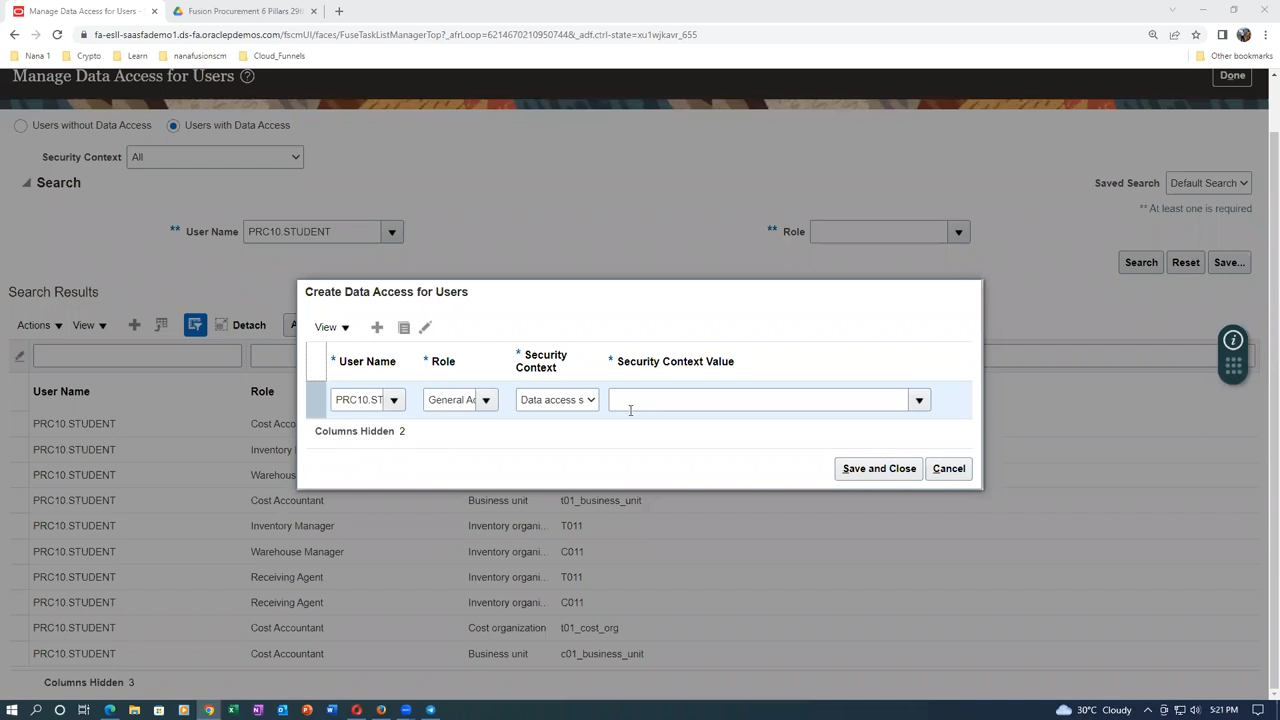 Manage Data Access for Users -
Fusion Procurement 6 Pillars 29th
fa-esll-saasfademo1.ds-fa.oraclepdemos.com/fscmUI/faces/FuseTaskListManagerTop?_afrLoop=62146702109507448&_adf.ctrl-state=xu1wjkavr_655
Nana 1 Crypto Learn nanafusionscm Cloud_Funnels Other bookmarks
Manage Data Access for Users ? Done
Users without Data Access Users with Data Access
Security Context All
Search Saved Search Default Search
** At least one is required
** User Name PRC10.STUDENT ** Role
Search Reset Save...
Search Results
Actions View Detach
User Name Role
PRC10.STUDENT Cost Acco
PRC10.STUDENT Inventory
PRC10.STUDENT Warehous
PRC10.STUDENT Cost Accountant Business unit t01_business_unit
PRC10.STUDENT Inventory Manager Inventory organi... T011
PRC10.STUDENT Warehouse Manager Inventory organi... C011
PRC10.STUDENT Receiving Agent Inventory organi... T011
PRC10.STUDENT Receiving Agent Inventory organi... C011
PRC10.STUDENT Cost Accountant Cost organization t01_cost_org
PRC10.STUDENT Cost Accountant Business unit c01_business_unit
Columns Hidden 3
Create Data Access for Users
View
* User Name * Role * Security Context * Security Context Value
PRC10.ST General Ac Data access s
Columns Hidden 2
Save and Close Cancel
30°C Cloudy 5:21 PM